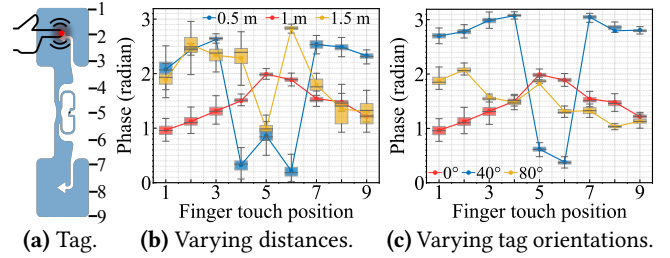 1
2
3
4
5
6
7
8
9
(a) Tag.
Phase (radian)
3
2
1
0
0.5 m 1 m 1.5 m
1 3 5 7 9
Finger touch position
(b) Varying distances.
Phase (radian)
3
2
1
0
0° 40° 80°
1 3 5 7 9
Finger touch position
(c) Varying tag orientations.